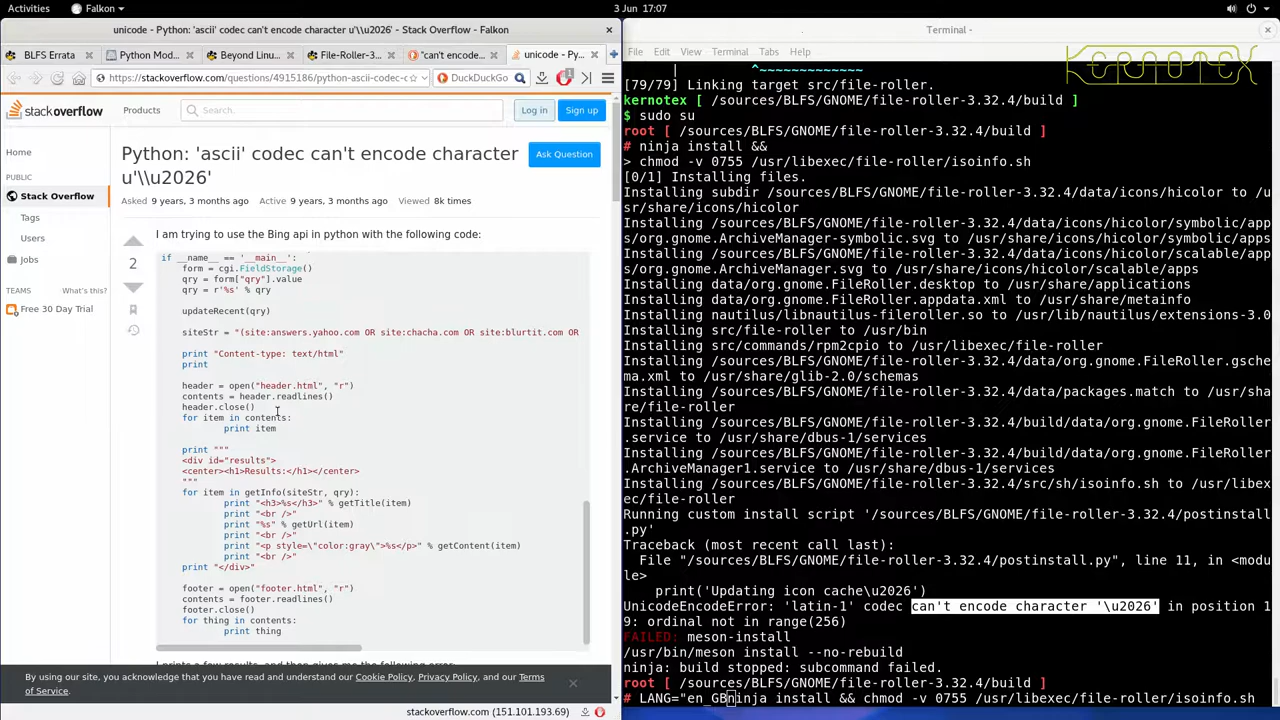 Activities
Falkon
3 Jun 17:07
unicode - Python: 'ascii' codec can't encode character u'\\u2026' - Stack Overflow - Falkon
BLFS Errata
Python Mod...
Beyond Linu...
File-Roller-3...
"can't encode...
unicode - Py...
https://stackoverflow.com/questions/4915186/python-ascii-codec-c
DuckDuckGo
stackoverflow
Products
Search...
Log in
Sign up
Home
PUBLIC
Stack Overflow
Tags
Users
Jobs
TEAMS
What's this?
Free 30 Day Trial
Python: 'ascii' codec can't encode character
u'\\u2026'
Ask Question
Asked 9 years, 3 months ago
Active 9 years, 3 months ago
Viewed 8k times
2
I am trying to use the Bing api in python with the following code:
if __name__ == '__main__':
form = cgi.FieldStorage()
qry = form["qry"].value
qry = r'%s' % qry
updateRecent(qry)
siteStr = "(site:answers.yahoo.com OR site:chacha.com OR site:blurtit.com OR
print "Content-type: text/html"
print
header = open("header.html", "r")
contents = header.readlines()
header.close()
for item in contents:
print item
print """
<div id="results">
<center><h1>Results:</h1></center>
"""
for item in getInfo(siteStr, qry):
print "<h3>%s</h3>" % getTitle(item)
print "<br />"
print "%s" % getUrl(item)
print "<br />"
print "<p style=\"color:gray\">%s</p>" % getContent(item)
print "<br />"
print "</div>"
footer = open("footer.html", "r")
contents = footer.readlines()
footer.close()
for thing in contents:
print thing
By using our site, you acknowledge that you have read and understand our Cookie Policy, Privacy Policy, and our Terms
of Service.
stackoverflow.com (151.101.193.69)
Terminal -
File Edit View Terminal Tabs Help
KERNOTEX
| ^~~~~~~~~~~~~~
[79/79] Linking target src/file-roller.
kernotex [ /sources/BLFS/GNOME/file-roller-3.32.4/build ]
$ sudo su
root [ /sources/BLFS/GNOME/file-roller-3.32.4/build ]
# ninja install &&
> chmod -v 0755 /usr/libexec/file-roller/isoinfo.sh
[0/1] Installing files.
Installing subdir /sources/BLFS/GNOME/file-roller-3.32.4/data/icons/hicolor to /u
sr/share/icons/hicolor
Installing /sources/BLFS/GNOME/file-roller-3.32.4/data/icons/hicolor/symbolic/app
s/org.gnome.ArchiveManager-symbolic.svg to /usr/share/icons/hicolor/symbolic/apps
Installing /sources/BLFS/GNOME/file-roller-3.32.4/data/icons/hicolor/scalable/app
s/org.gnome.ArchiveManager.svg to /usr/share/icons/hicolor/scalable/apps
Installing data/org.gnome.FileRoller.desktop to /usr/share/applications
Installing data/org.gnome.FileRoller.appdata.xml to /usr/share/metainfo
Installing nautilus/libnautilus-fileroller.so to /usr/lib/nautilus/extensions-3.0
Installing src/file-roller to /usr/bin
Installing src/commands/rpm2cpio to /usr/libexec/file-roller
Installing /sources/BLFS/GNOME/file-roller-3.32.4/data/org.gnome.FileRoller.gsche
ma.xml to /usr/share/glib-2.0/schemas
Installing /sources/BLFS/GNOME/file-roller-3.32.4/data/packages.match to /usr/sha
re/file-roller
Installing /sources/BLFS/GNOME/file-roller-3.32.4/build/data/org.gnome.FileRoller
.service to /usr/share/dbus-1/services
Installing /sources/BLFS/GNOME/file-roller-3.32.4/build/data/org.gnome.FileRoller
.ArchiveManager1.service to /usr/share/dbus-1/services
Installing /sources/BLFS/GNOME/file-roller-3.32.4/src/sh/isoinfo.sh to /usr/libex
ec/file-roller
Running custom install script '/sources/BLFS/GNOME/file-roller-3.32.4/postinstall
.py'
Traceback (most recent call last):
File "/sources/BLFS/GNOME/file-roller-3.32.4/postinstall.py", line 11, in <modu
le>
print('Updating icon cache\u2026')
UnicodeEncodeError: 'latin-1' codec can't encode character '\u2026' in position 1
9: ordinal not in range(256)
FAILED: meson-install
/usr/bin/meson install --no-rebuild
ninja: build stopped: subcommand failed.
root [ /sources/BLFS/GNOME/file-roller-3.32.4/build ]
# LANG="en_GBninja install && chmod -v 0755 /usr/libexec/file-roller/isoinfo.sh